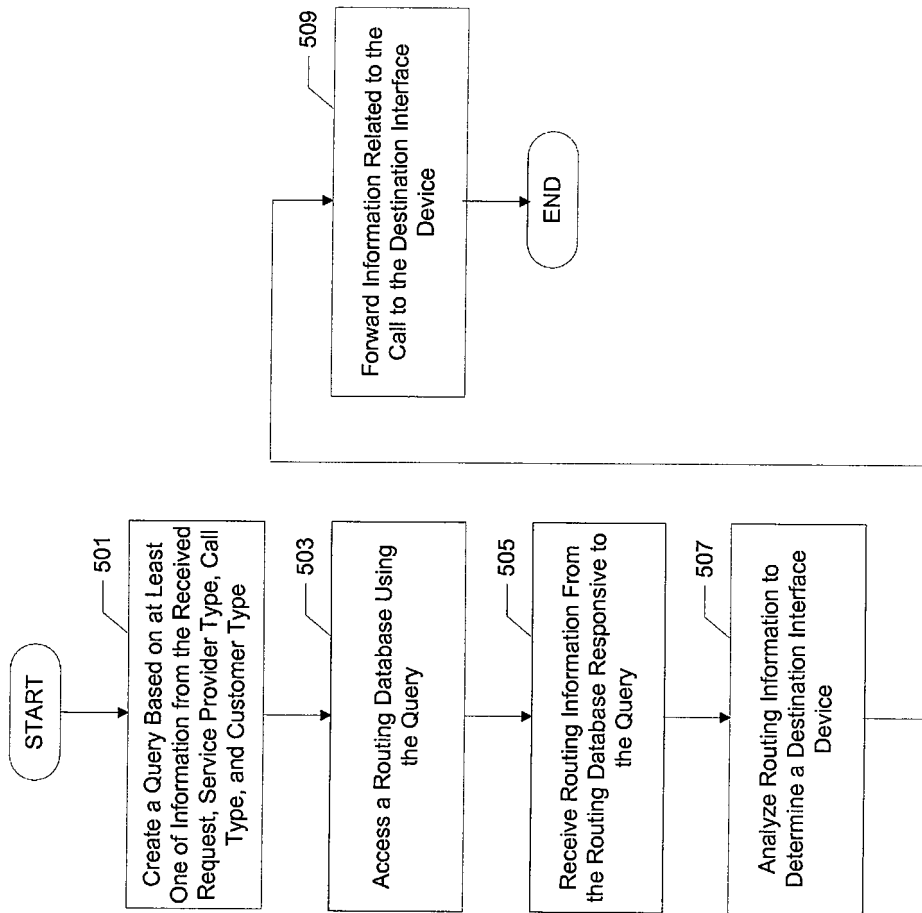 START
501
Create a Query Based on at Least
One of Information from the Received
Request, Service Provider Type, Call
Type, and Customer Type
503
Access a Routing Database Using
the Query
505
Receive Routing Information From
the Routing Database Responsive to
the Query
507
Analyze Routing Information to
Determine a Destination Interface
Device
509
Forward Information Related to the
Call to the Destination Interface
Device
END